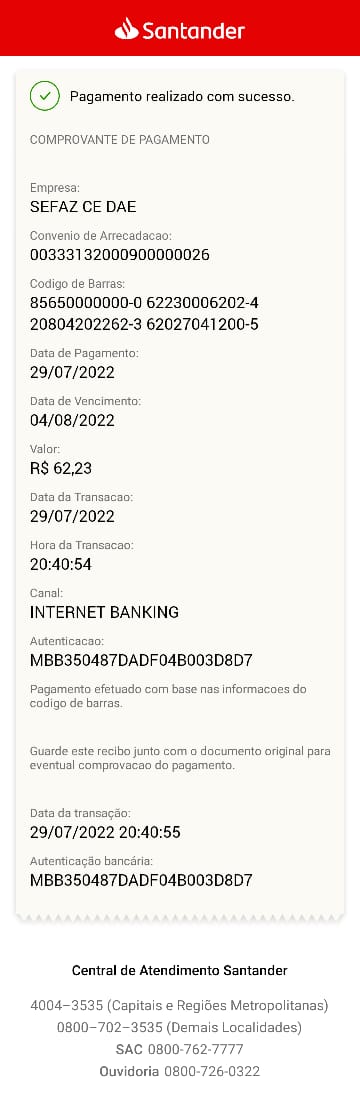 Santander
Pagamento realizado com sucesso.
COMPROVANTE DE PAGAMENTO
Empresa:
SEFAZ CE DAE
Convenio de Arrecadacao:
00333132000900000026
Codigo de Barras:
85650000000-0 62230006202-4
20804202262-3 62027041200-5
Data de Pagamento:
29/07/2022
Data de Vencimento:
04/08/2022
Valor:
R$ 62,23
Data da Transacao:
29/07/2022
Hora da Transacao:
20:40:54
Canal:
INTERNET BANKING
Autenticacao:
MBB350487DADF04B003D8D7
Pagamento efetuado com base nas informacoes do
codigo de barras.
Guarde este recibo junto com o documento original para
eventual comprovacao do pagamento.
Data da transação:
29/07/2022 20:40:55
Autenticação bancária:
MBB350487DADF04B003D8D7
Central de Atendimento Santander
4004–3535 (Capitais e Regiões Metropolitanas)
0800–702–3535 (Demais Localidades)
SAC 0800-762-7777
Ouvidoria 0800-726-0322